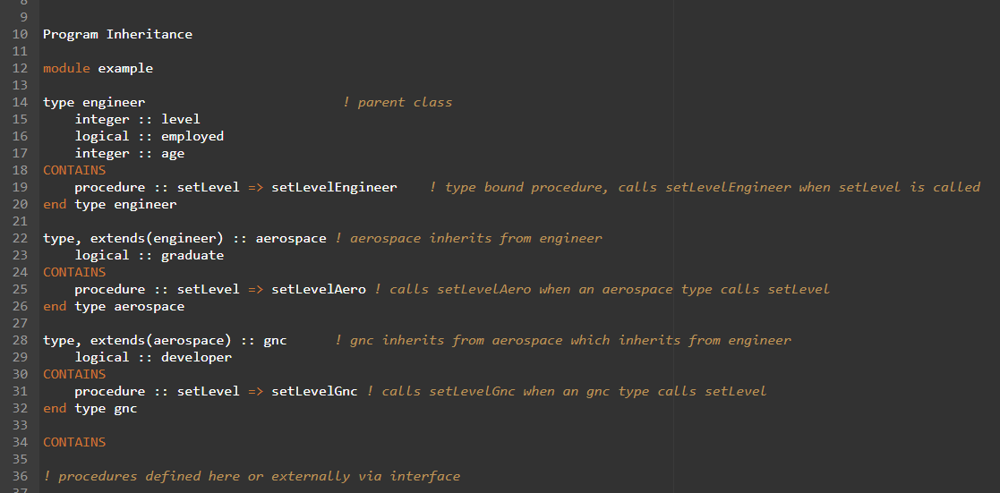 9
10 Program Inheritance
11
12 module example
13
14 type engineer ! parent class
15 integer :: level
16 logical :: employed
17 integer :: age
18 CONTAINS
19 procedure :: setLevel => setLevelEngineer ! type bound procedure, calls setLevelEngineer when setLevel is called
20 end type engineer
21
22 type, extends(engineer) :: aerospace ! aerospace inherits from engineer
23 logical :: graduate
24 CONTAINS
25 procedure :: setLevel => setLevelAero ! calls setLevelAero when an aerospace type calls setLevel
26 end type aerospace
27
28 type, extends(aerospace) :: gnc ! gnc inherits from aerospace which inherits from engineer
29 logical :: developer
30 CONTAINS
31 procedure :: setLevel => setLevelGnc ! calls setLevelGnc when an gnc type calls setLevel
32 end type gnc
33
34 CONTAINS
35
36 ! procedures defined here or externally via interface